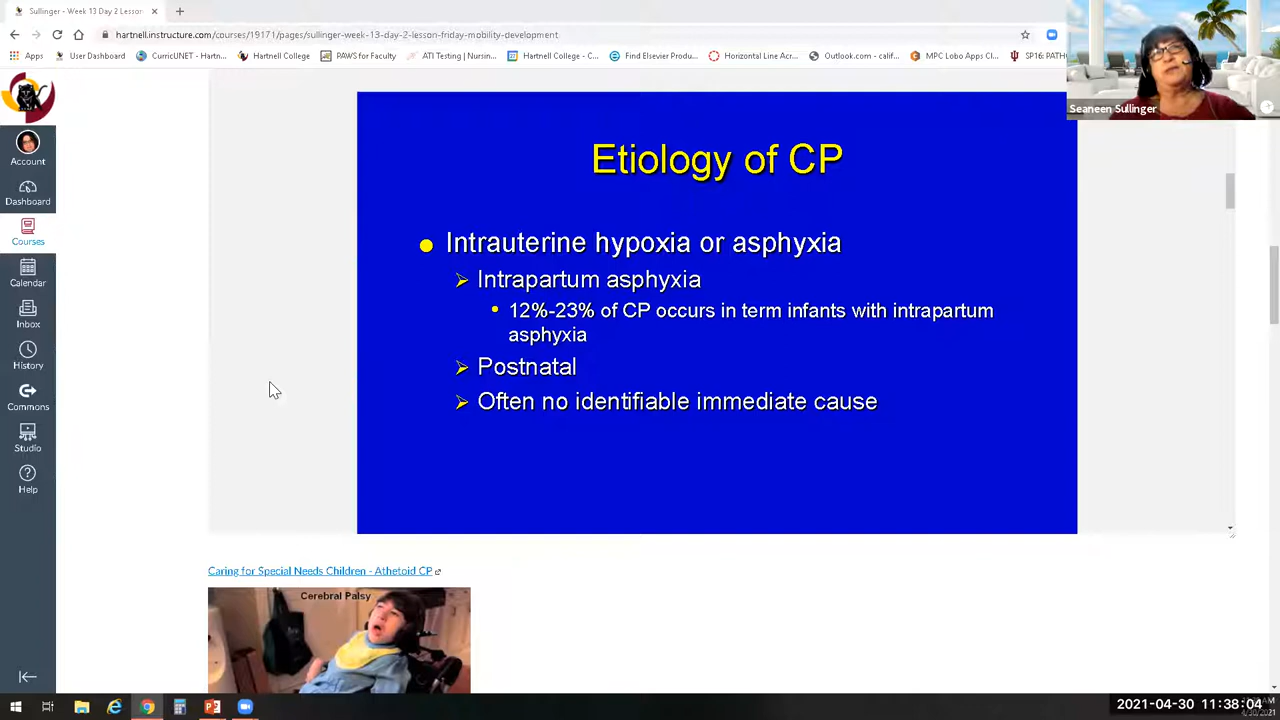 Sullinger - Week 13 Day 2 Lesson
hartnell.instructure.com/courses/19171/pages/sullinger-week-13-day-2-lesson-friday-mobility-development
Apps
User Dashboard
CurricUNET - Hartn...
Hartnell College
PAWS for Faculty
ATI Testing | Nursin...
Hartnell College - C...
Find Elsevier Produ...
Horizontal Line Acr...
Outlook.com - calif...
MPC Lobo Apps Cl...
SP16: PATH
Seaneen Sullinger
Account
Dashboard
Courses
Calendar
Inbox
History
Commons
Studio
Help
Etiology of CP
Intrauterine hypoxia or asphyxia
Intrapartum asphyxia
12%-23% of CP occurs in term infants with intrapartum
asphyxia
Postnatal
Often no identifiable immediate cause
Caring for Special Needs Children - Athetoid CP
Cerebral Palsy
2021-04-30 11:38:04